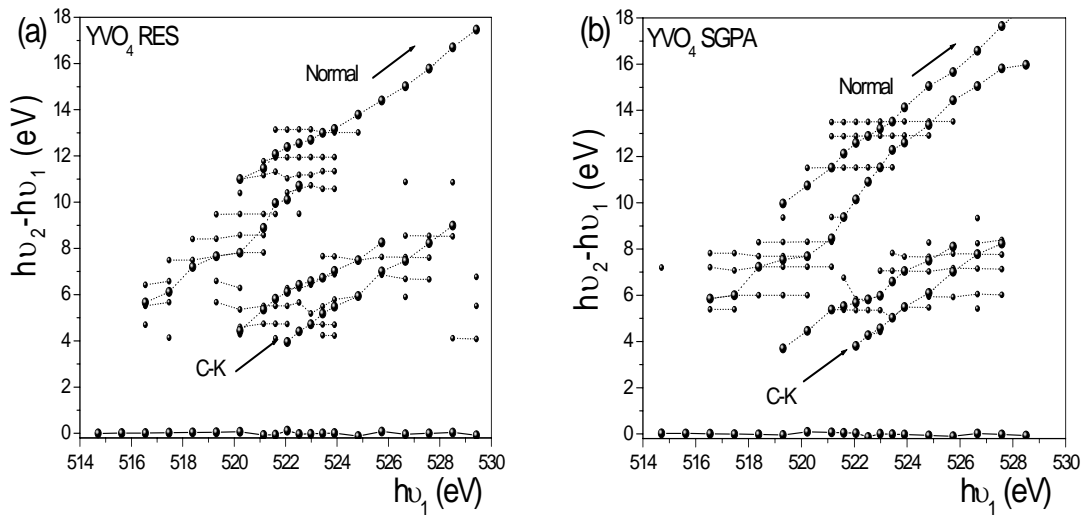 (a) YVO₄ RES
Normal
C-K
hυ₂-hυ₁ (eV)
18
16
14
12
10
8
6
4
2
0
514 516 518 520 522 524 526 528 530
hυ₁ (eV)
(b) YVO₄ SGPA
Normal
C-K
hυ₂-hυ₁ (eV)
18
16
14
12
10
8
6
4
2
0
514 516 518 520 522 524 526 528 530
hυ₁ (eV)